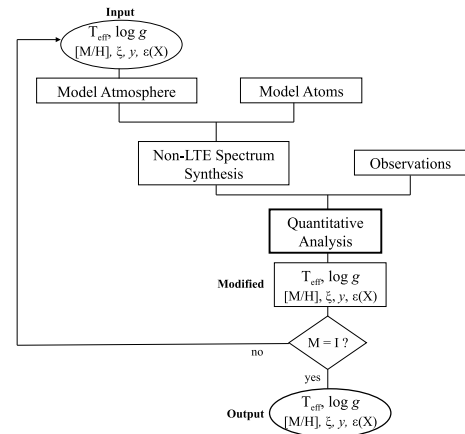 Input
T_eff, log g
[M/H], ξ, y, ε(X)
Model Atmosphere
Model Atoms
Non-LTE Spectrum
Synthesis
Observations
Quantitative
Analysis
Modified
T_eff, log g
[M/H], ξ, y, ε(X)
M = I ?
no
yes
Output
T_eff, log g
[M/H], ξ, y, ε(X)